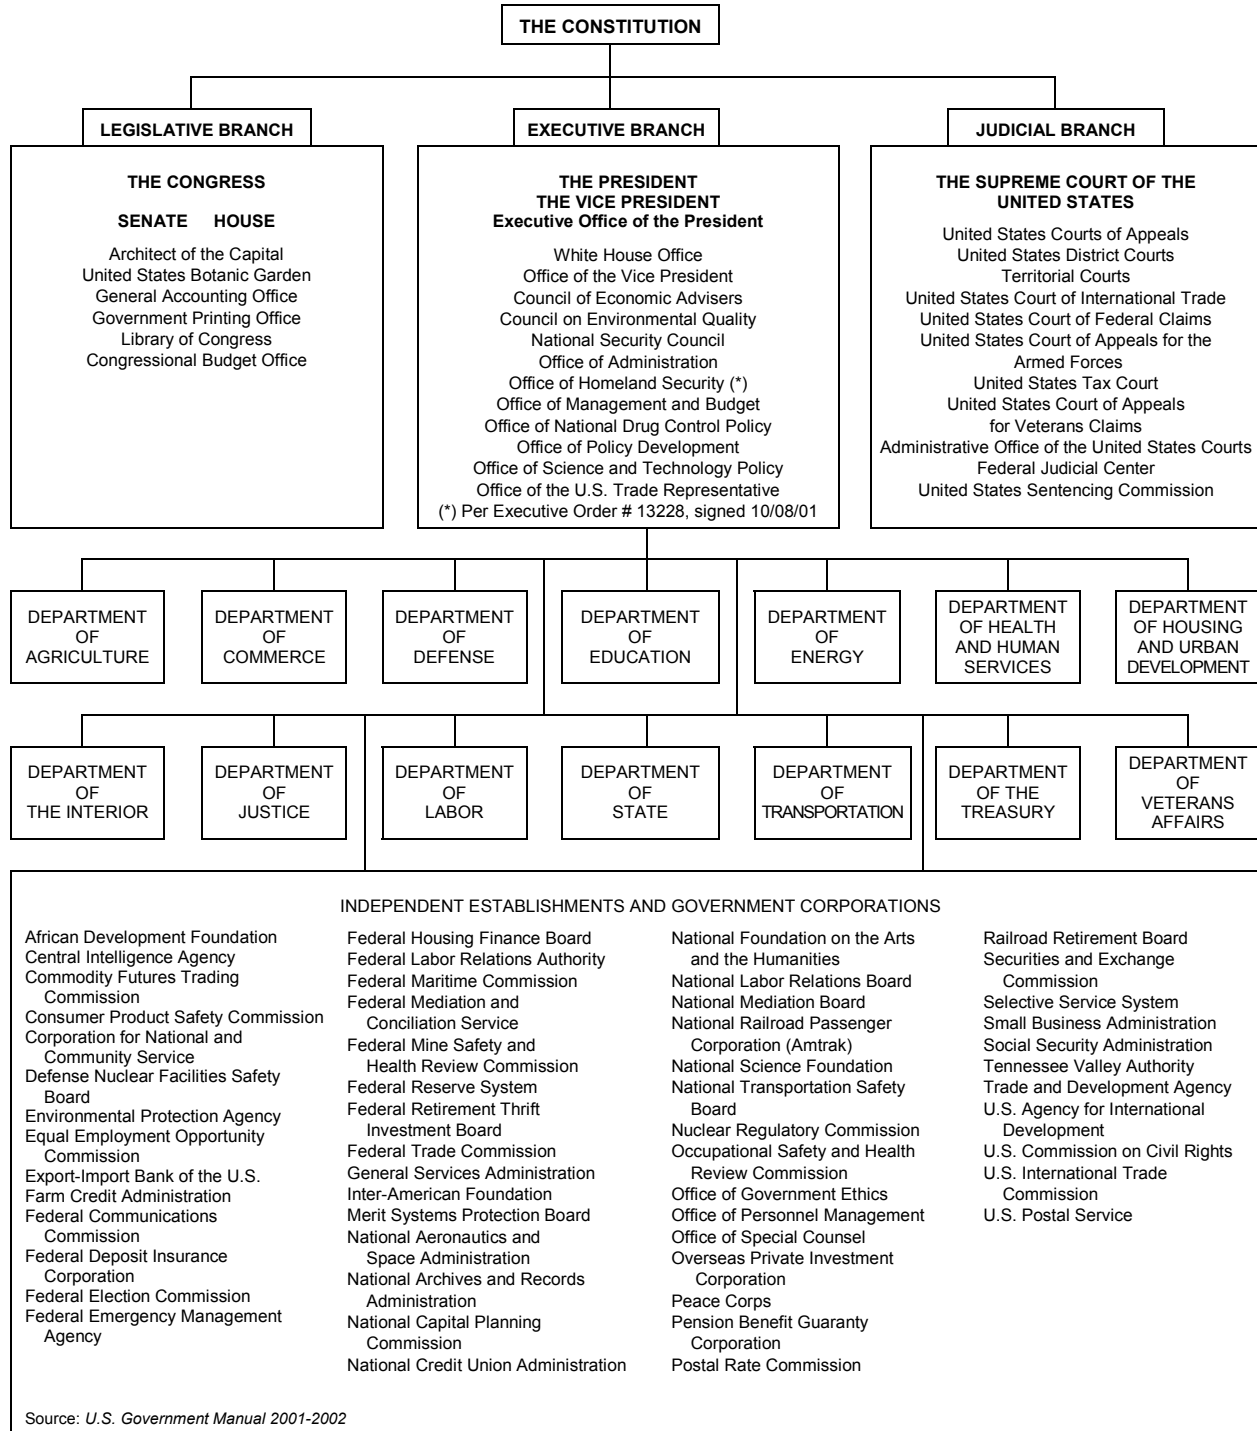 THE CONSTITUTION
LEGISLATIVE BRANCH
THE CONGRESS
SENATE HOUSE
Architect of the Capital
United States Botanic Garden
General Accounting Office
Government Printing Office
Library of Congress
Congressional Budget Office
EXECUTIVE BRANCH
THE PRESIDENT
THE VICE PRESIDENT
Executive Office of the President
White House Office
Office of the Vice President
Council of Economic Advisers
Council on Environmental Quality
National Security Council
Office of Administration
Office of Homeland Security (*)
Office of Management and Budget
Office of National Drug Control Policy
Office of Policy Development
Office of Science and Technology Policy
Office of the U.S. Trade Representative
(*) Per Executive Order # 13228, signed 10/08/01
JUDICIAL BRANCH
THE SUPREME COURT OF THE
UNITED STATES
United States Courts of Appeals
United States District Courts
Territorial Courts
United States Court of International Trade
United States Court of Federal Claims
United States Court of Appeals for the
Armed Forces
United States Tax Court
United States Court of Appeals
for Veterans Claims
Administrative Office of the United States Courts
Federal Judicial Center
United States Sentencing Commission
DEPARTMENT
OF
AGRICULTURE
DEPARTMENT
OF
COMMERCE
DEPARTMENT
OF
DEFENSE
DEPARTMENT
OF
EDUCATION
DEPARTMENT
OF
ENERGY
DEPARTMENT
OF HEALTH
AND HUMAN
SERVICES
DEPARTMENT
OF HOUSING
AND URBAN
DEVELOPMENT
DEPARTMENT
OF
THE INTERIOR
DEPARTMENT
OF
JUSTICE
DEPARTMENT
OF
LABOR
DEPARTMENT
OF
STATE
DEPARTMENT
OF
TRANSPORTATION
DEPARTMENT
OF THE
TREASURY
DEPARTMENT
OF
VETERANS
AFFAIRS
INDEPENDENT ESTABLISHMENTS AND GOVERNMENT CORPORATIONS
African Development Foundation
Central Intelligence Agency
Commodity Futures Trading
Commission
Consumer Product Safety Commission
Corporation for National and
Community Service
Defense Nuclear Facilities Safety
Board
Environmental Protection Agency
Equal Employment Opportunity
Commission
Export-Import Bank of the U.S.
Farm Credit Administration
Federal Communications
Commission
Federal Deposit Insurance
Corporation
Federal Election Commission
Federal Emergency Management
Agency
Federal Housing Finance Board
Federal Labor Relations Authority
Federal Maritime Commission
Federal Mediation and
Conciliation Service
Federal Mine Safety and
Health Review Commission
Federal Reserve System
Federal Retirement Thrift
Investment Board
Federal Trade Commission
General Services Administration
Inter-American Foundation
Merit Systems Protection Board
National Aeronautics and
Space Administration
National Archives and Records
Administration
National Capital Planning
Commission
National Credit Union Administration
National Foundation on the Arts
and the Humanities
National Labor Relations Board
National Mediation Board
National Railroad Passenger
Corporation (Amtrak)
National Science Foundation
National Transportation Safety
Board
Nuclear Regulatory Commission
Occupational Safety and Health
Review Commission
Office of Government Ethics
Office of Personnel Management
Office of Special Counsel
Overseas Private Investment
Corporation
Peace Corps
Pension Benefit Guaranty
Corporation
Postal Rate Commission
Railroad Retirement Board
Securities and Exchange
Commission
Selective Service System
Small Business Administration
Social Security Administration
Tennessee Valley Authority
Trade and Development Agency
U.S. Agency for International
Development
U.S. Commission on Civil Rights
U.S. International Trade
Commission
U.S. Postal Service
Source: U.S. Government Manual 2001-2002